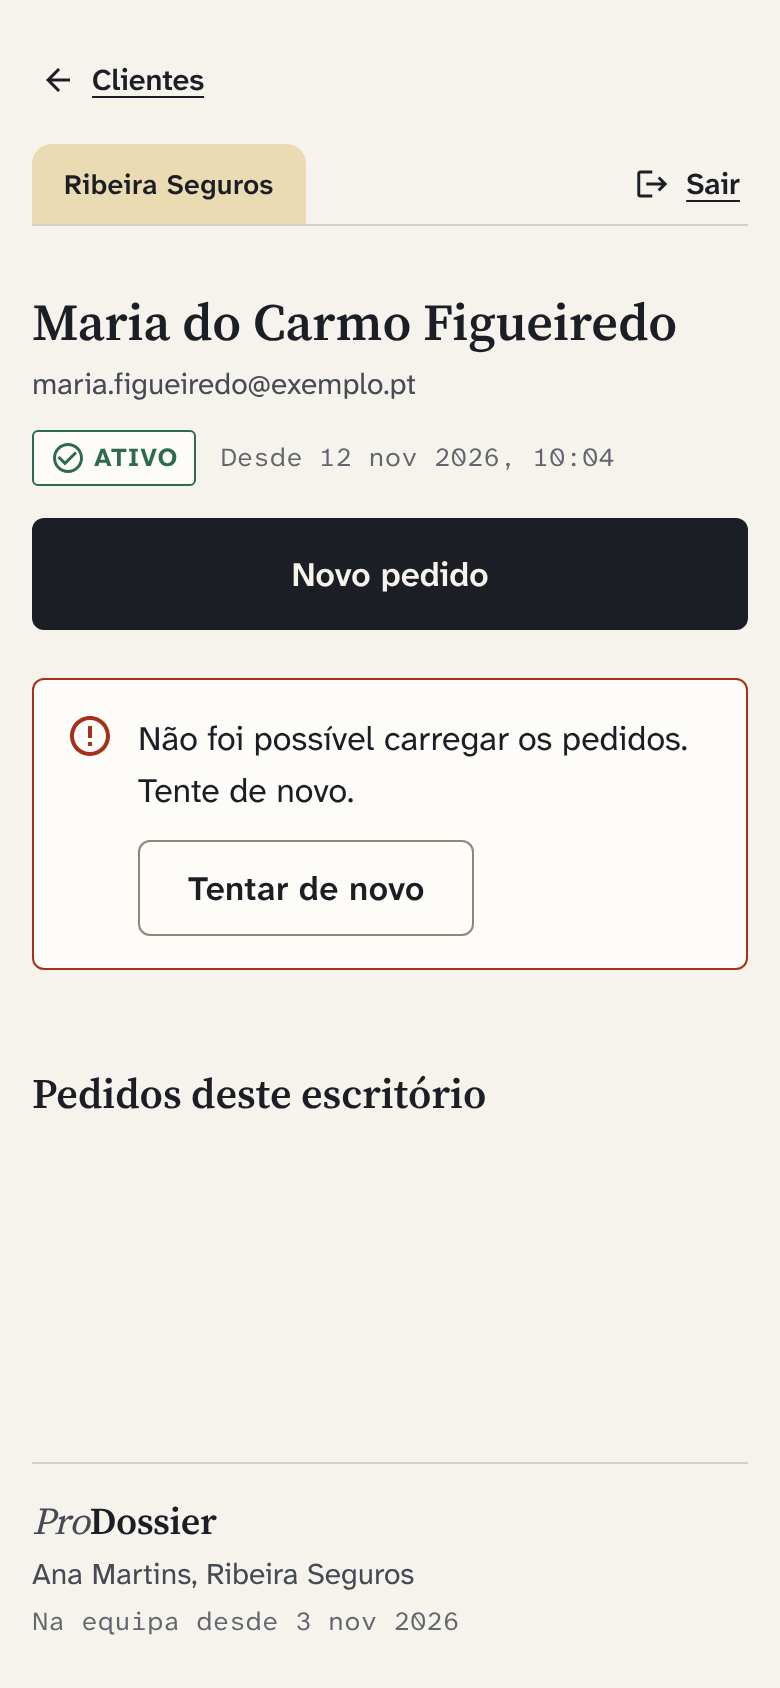 Clientes
Ribeira Seguros
Sair
Maria do Carmo Figueiredo
maria.figueiredo@exemplo.pt
ATIVO
Desde 12 nov 2026, 10:04
Novo pedido
Não foi possível carregar os pedidos.
Tente de novo.
Tentar de novo
Pedidos deste escritório
ProDossier
Ana Martins, Ribeira Seguros
Na equipa desde 3 nov 2026